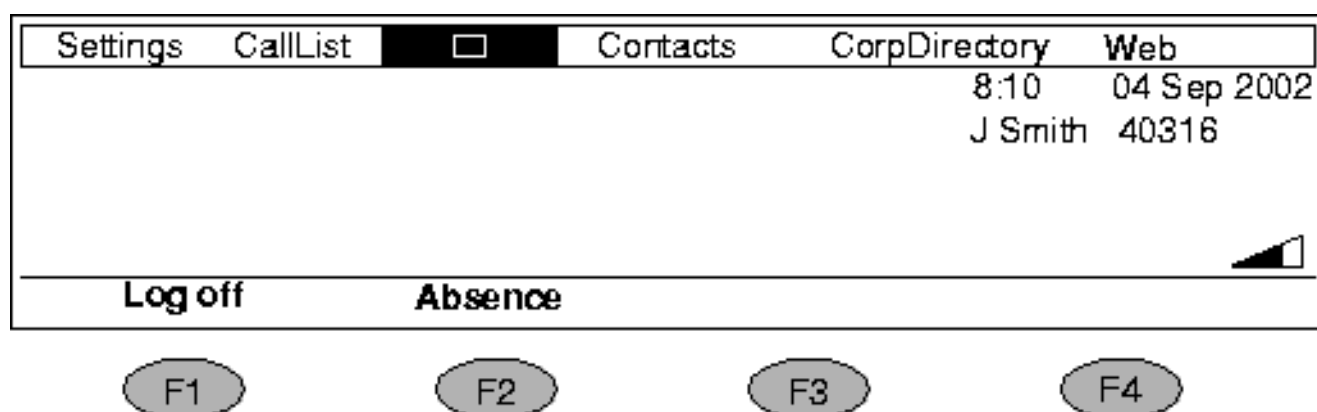 Settings CallList Contacts CorpDirectory Web
8:10 04 Sep 2002
J Smith 40316
Log off Absence
F1 F2 F3 F4